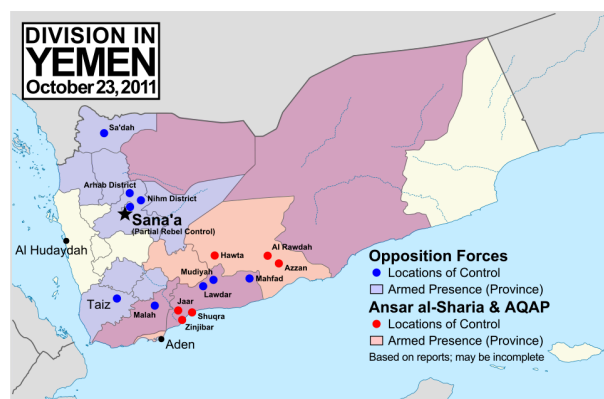 DIVISION IN
YEMEN
October 23, 2011
Sa'dah
Arhab District
Nihm District
Sana'a
(Partial Rebel Control)
Al Hudaydah
Hawta
Al Rawdah
Azzan
Mudiyah
Mahfad
Lawdar
Taiz
Malah
Jaar
Shuqra
Zinjibar
Aden
Opposition Forces
Locations of Control
Armed Presence (Province)
Ansar al-Sharia & AQAP
Locations of Control
Armed Presence (Province)
Based on reports; may be incomplete